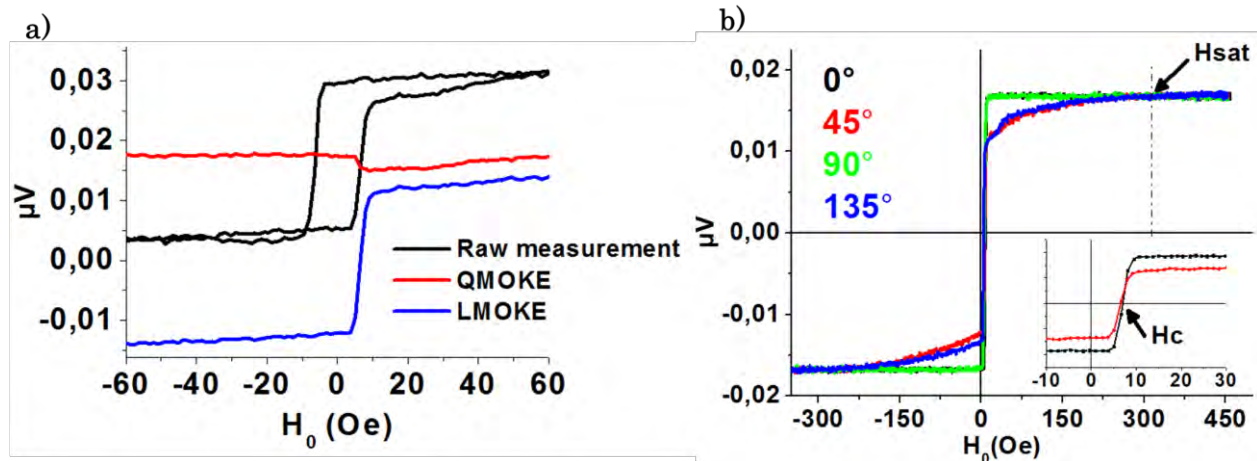 a)
0,03
0,02
0,01
0,00
-0,01
µV
Raw measurement
QMOKE
LMOKE
-60 -40 -20 0 20 40 60
H₀ (Oe)
b)
0,02
0,01
0,00
-0,01
-0,02
µV
0°
45°
90°
135°
Hsat
Hc
-10 0 10 20 30
-300 -150 0 150 300 450
H₀(Oe)